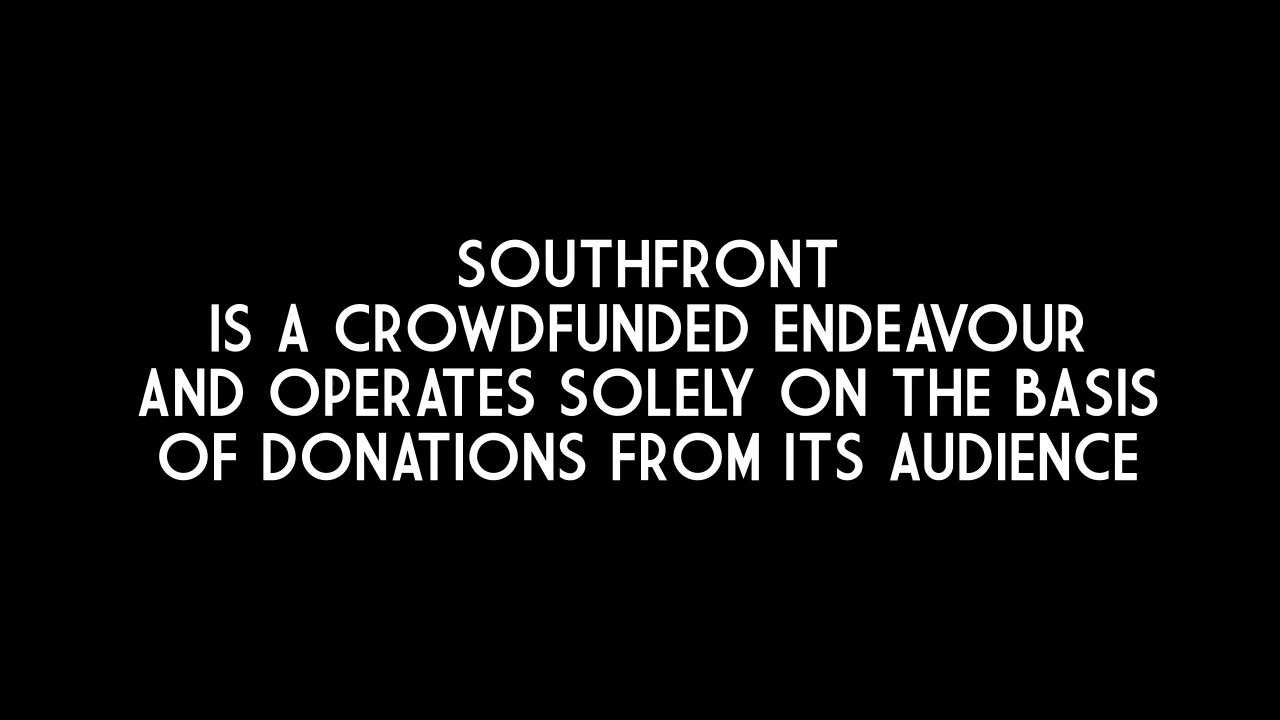 SOUTHFRONT
IS A CROWDFUNDED ENDEAVOUR
AND OPERATES SOLELY ON THE BASIS
OF DONATIONS FROM ITS AUDIENCE